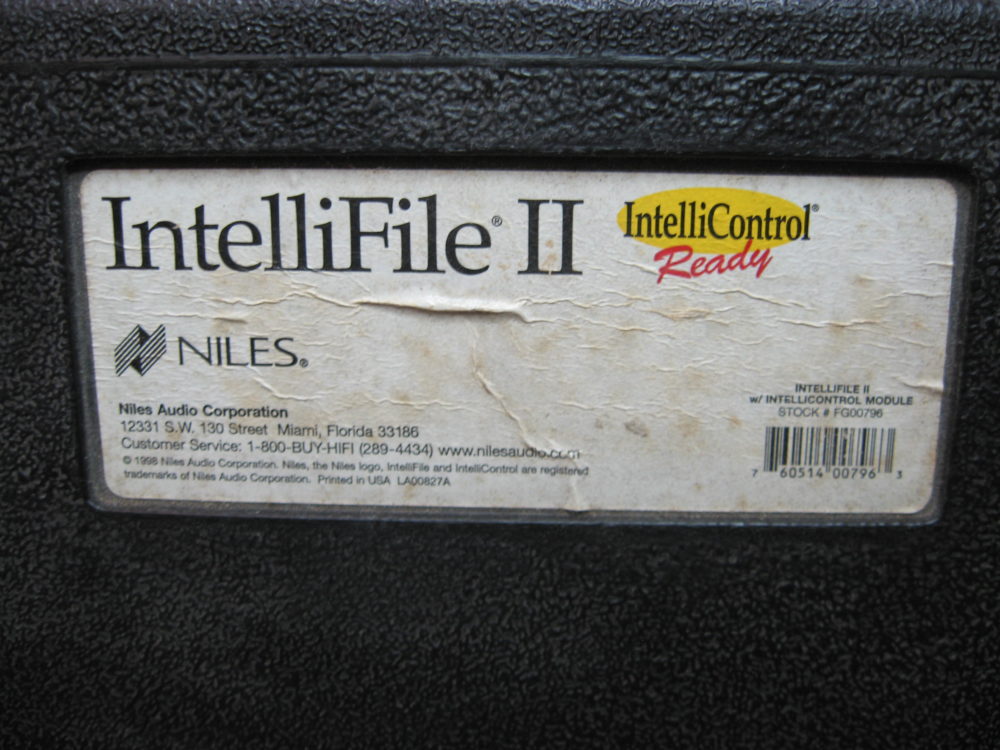 IntelliFile® II
IntelliControl®
Ready
NILES®
Niles Audio Corporation
12331 S.W. 130 Street Miami, Florida 33186
Customer Service: 1-800-BUY-HIFI (289-4434) www.nilesaudio.com
© 1998 Niles Audio Corporation. Niles, the Niles logo, IntelliFile and IntelliControl are registered
trademarks of Niles Audio Corporation. Printed in USA LA00827A
INTELLIFILE II
w/ INTELLICONTROL MODULE
STOCK # FG00796
7 60514 00796 3